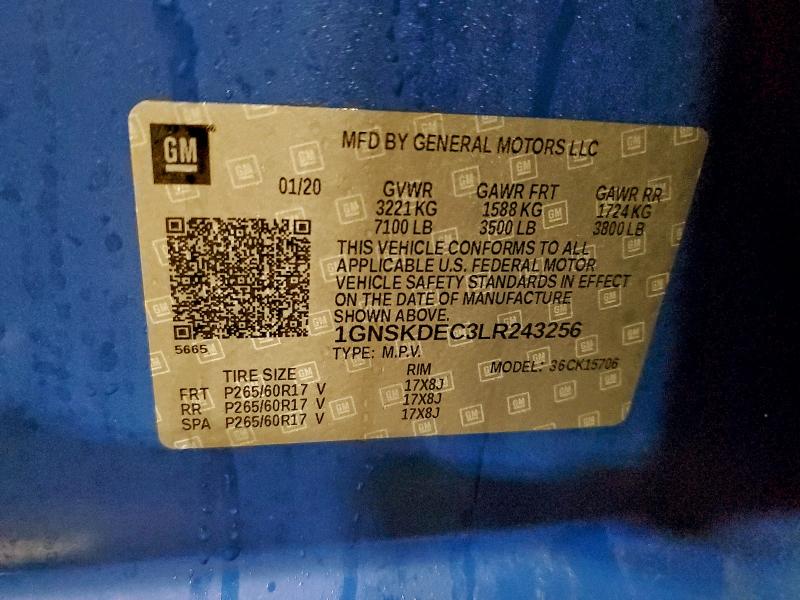 GM
MFD BY GENERAL MOTORS LLC
01/20 GVWR GAWR FRT GAWR RR
3221 KG 1588 KG 1724 KG
7100 LB 3500 LB 3800 LB
THIS VEHICLE CONFORMS TO ALL
APPLICABLE U.S. FEDERAL MOTOR
VEHICLE SAFETY STANDARDS IN EFFECT
ON THE DATE OF MANUFACTURE
SHOWN ABOVE.
1GNSKDEC3LR243256
5665
TYPE: M.P.V. MODEL: 36CK15706
TIRE SIZE RIM
FRT P265/60R17 V 17X8J
RR P265/60R17 V 17X8J
SPA P265/60R17 V 17X8J